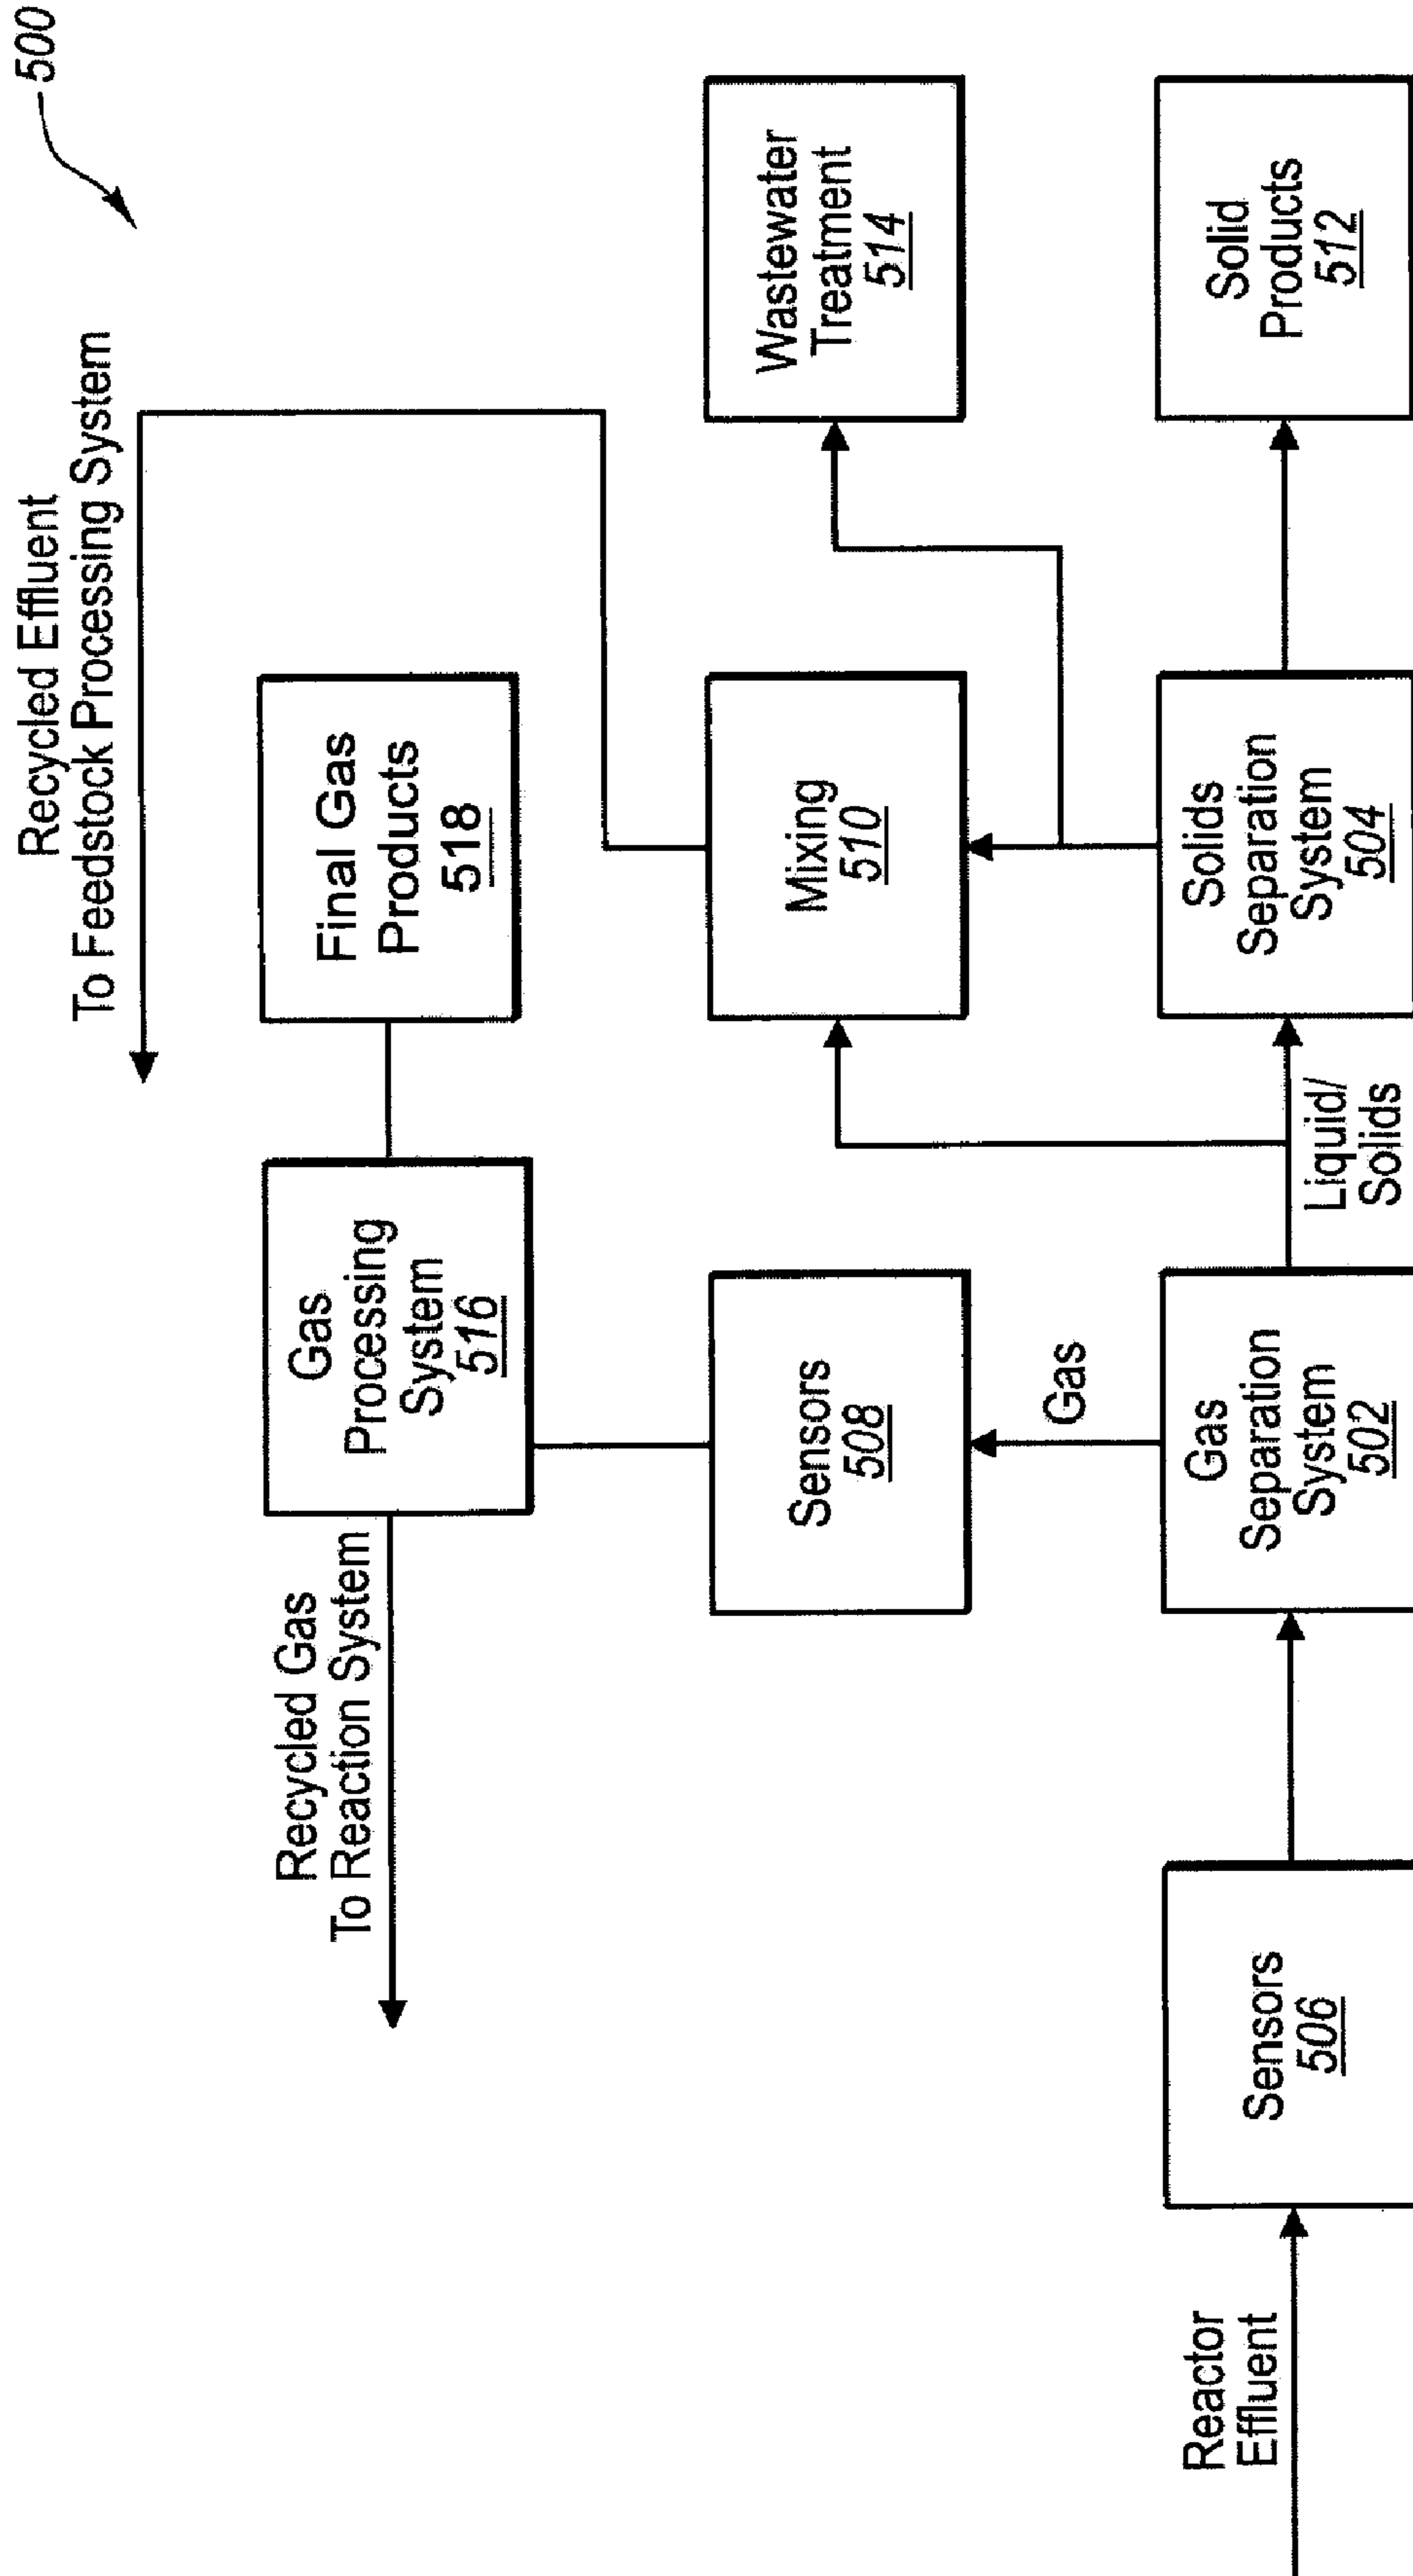 500
Recycled Effluent
To Feedstock Processing System
Recycled Gas
To Reaction System
Gas
Processing
System
516
Final Gas
Products
518
Sensors
508
Mixing
510
Wastewater
Treatment
514
Gas
Reactor
Effluent
Sensors
506
Gas
Separation
System
502
Liquid/
Solids
Solids
Separation
System
504
Solid
Products
512